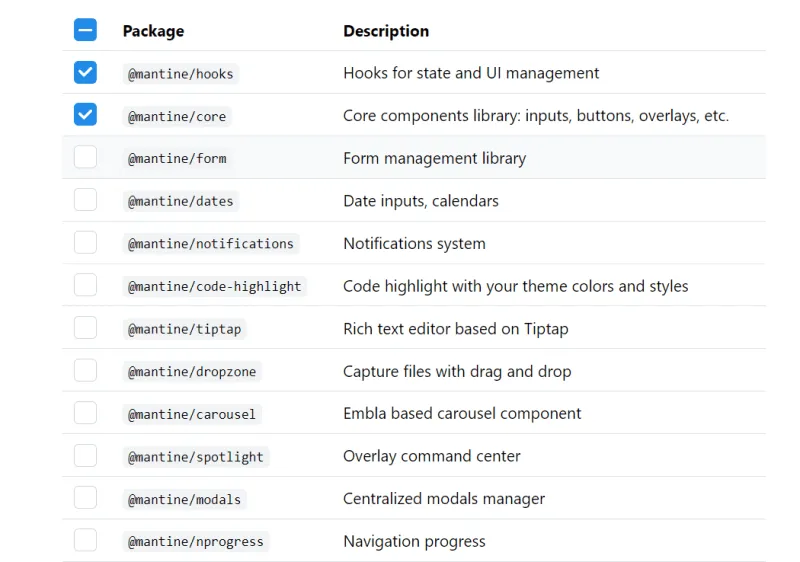 Package Description
@mantine/hooks Hooks for state and UI management
@mantine/core Core components library: inputs, buttons, overlays, etc.
@mantine/form Form management library
@mantine/dates Date inputs, calendars
@mantine/notifications Notifications system
@mantine/code-highlight Code highlight with your theme colors and styles
@mantine/tiptap Rich text editor based on Tiptap
@mantine/dropzone Capture files with drag and drop
@mantine/carousel Embla based carousel component
@mantine/spotlight Overlay command center
@mantine/modals Centralized modals manager
@mantine/nprogress Navigation progress